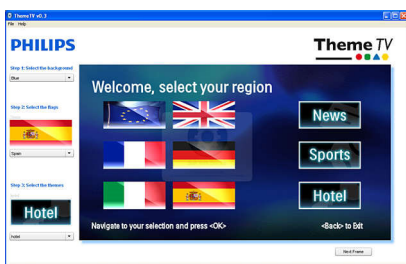 ThemeTV v0.3
File Help
PHILIPS
Theme TV
Step 1: Select the background
Blue
Step 2: Select the flags
Spain
Step 3: Select the themes
Hotel
hotel
Welcome, select your region
News
Sports
Hotel
Navigate to your selection and press <OK>
<Back> to Exit
Next Frame